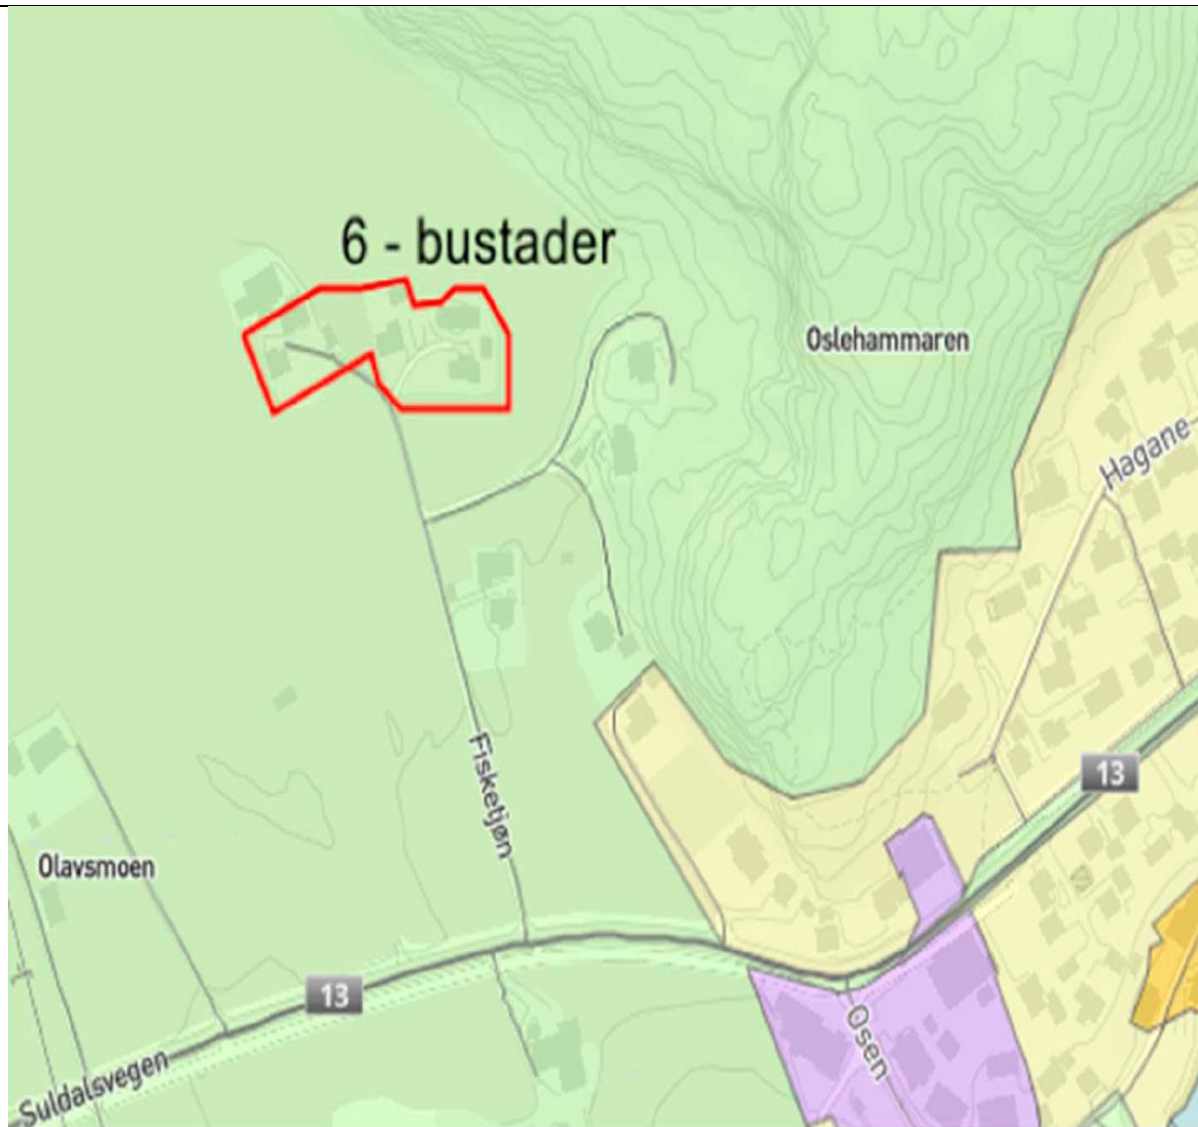 6 - bustader
Oslehammaren
Hagane
13
Fisketjøn
Olavsmoen
13
Osen
Suldalsvegen